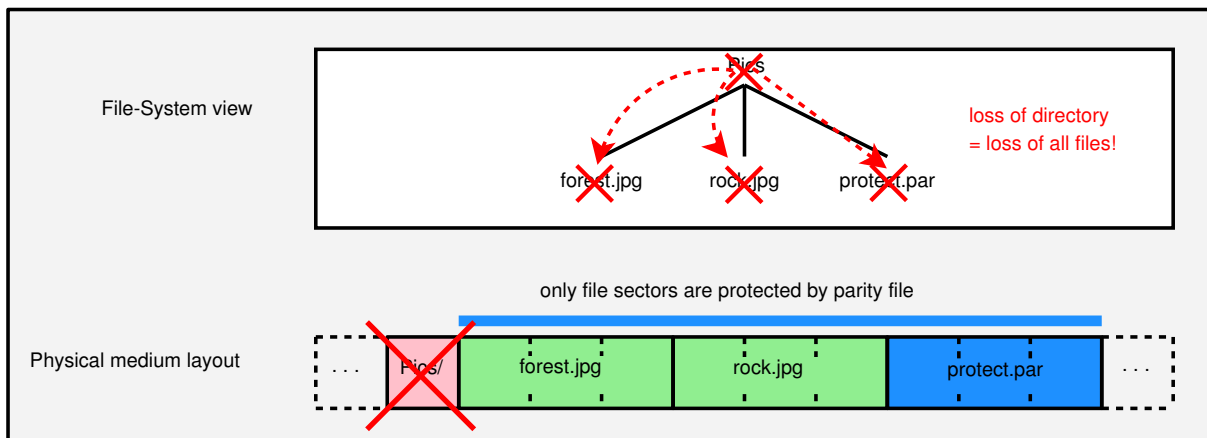 Pics
File-System view
loss of directory
= loss of all files!
forest.jpg
rock.jpg
protect.par
only file sectors are protected by parity file
Physical medium layout
. . .
Pics/
forest.jpg
rock.jpg
protect.par
. . .